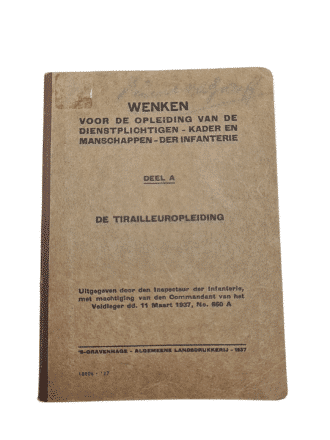 WENKEN
VOOR DE OPLEIDING VAN DE
DIENSTPLICHTIGEN - KADER EN
MANSCHAPPEN - DER INFANTERIE
DEEL A
DE TIRAILLEUROPLEIDING
Uitgegeven door den Inspecteur der Infanterie,
met machtiging van den Commandant van het
Veldleger dd. 11 Maart 1937, No. 860 A
'S-GRAVENHAGE - ALGEMEENE LANDSDRUKKERIJ - 1937